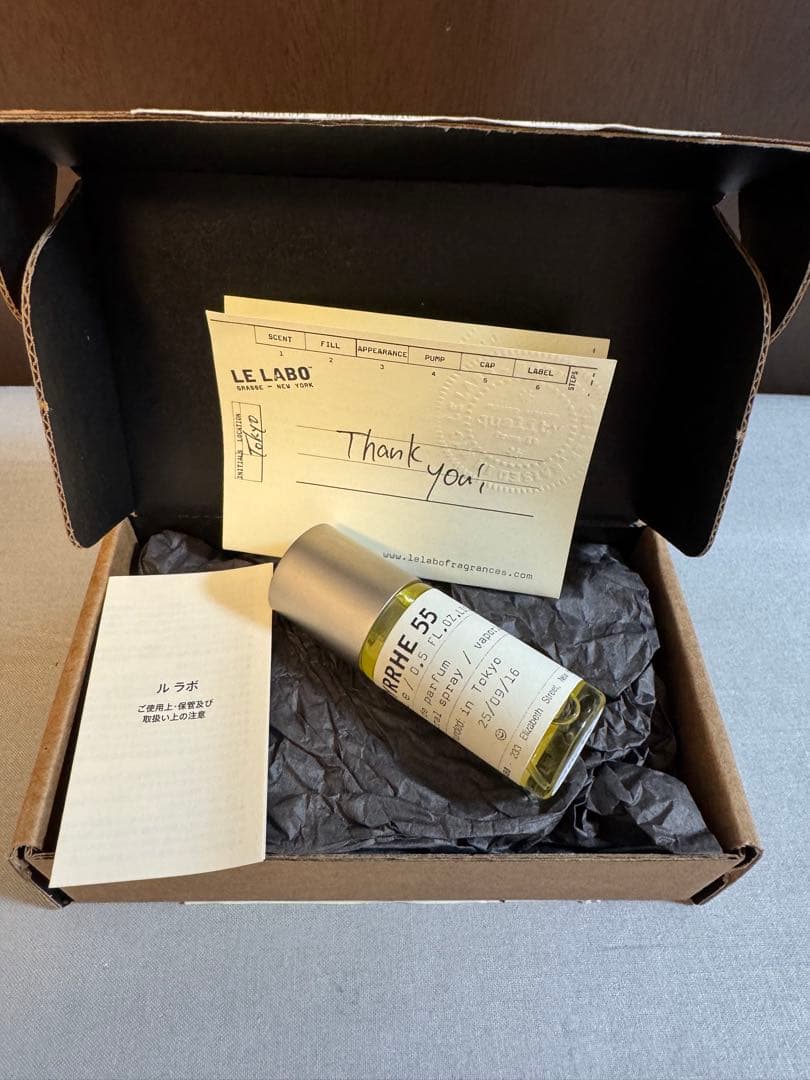 SCENT FILL APPEARANCE PUMP CAP LABEL STEPS
1 2 3 4 5 6
LE LABO
GRASSE — NEW YORK
INITIALS LOCATION
Tokyo
Thank you!
www.lelabofragrances.com
ル ラボ
ご使用上・保管及び
取扱い上の注意
RRHE 55
/ 0.5 FL.OZ.
parfum
spray /
in Tokyo
25/09/16
233 Elizabeth Street,